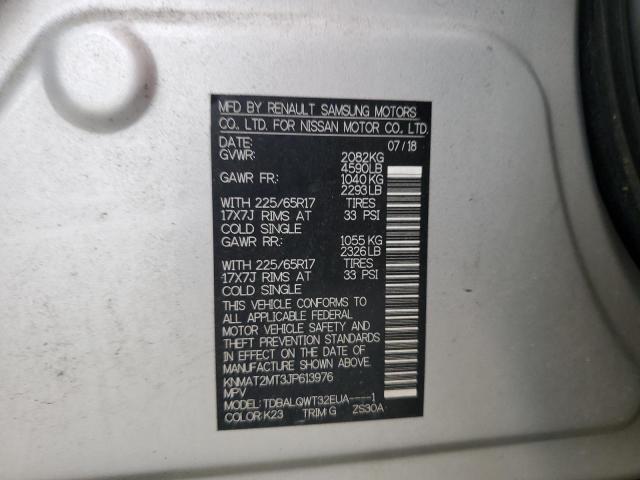 MFD BY RENAULT SAMSUNG MOTORS
CO., LTD. FOR NISSAN MOTOR CO., LTD.
DATE: 07/18
GVWR: 2082KG
4590LB
GAWR FR: 1040KG
2293LB
WITH 225/65R17 TIRES
17X7J RIMS AT 33 PSI
COLD SINGLE
GAWR RR: 1055KG
2326LB
WITH 225/65R17 TIRES
17X7J RIMS AT 33 PSI
COLD SINGLE
THIS VEHICLE CONFORMS TO
ALL APPLICABLE FEDERAL
MOTOR VEHICLE SAFETY AND
THEFT PREVENTION STANDARDS
IN EFFECT ON THE DATE OF
MANUFACTURE SHOWN ABOVE.
KNMAT2MT3JP613976
MPV
MODEL: TDBALQWT32EUA----1
COLOR: K23 TRIM G ZS30A